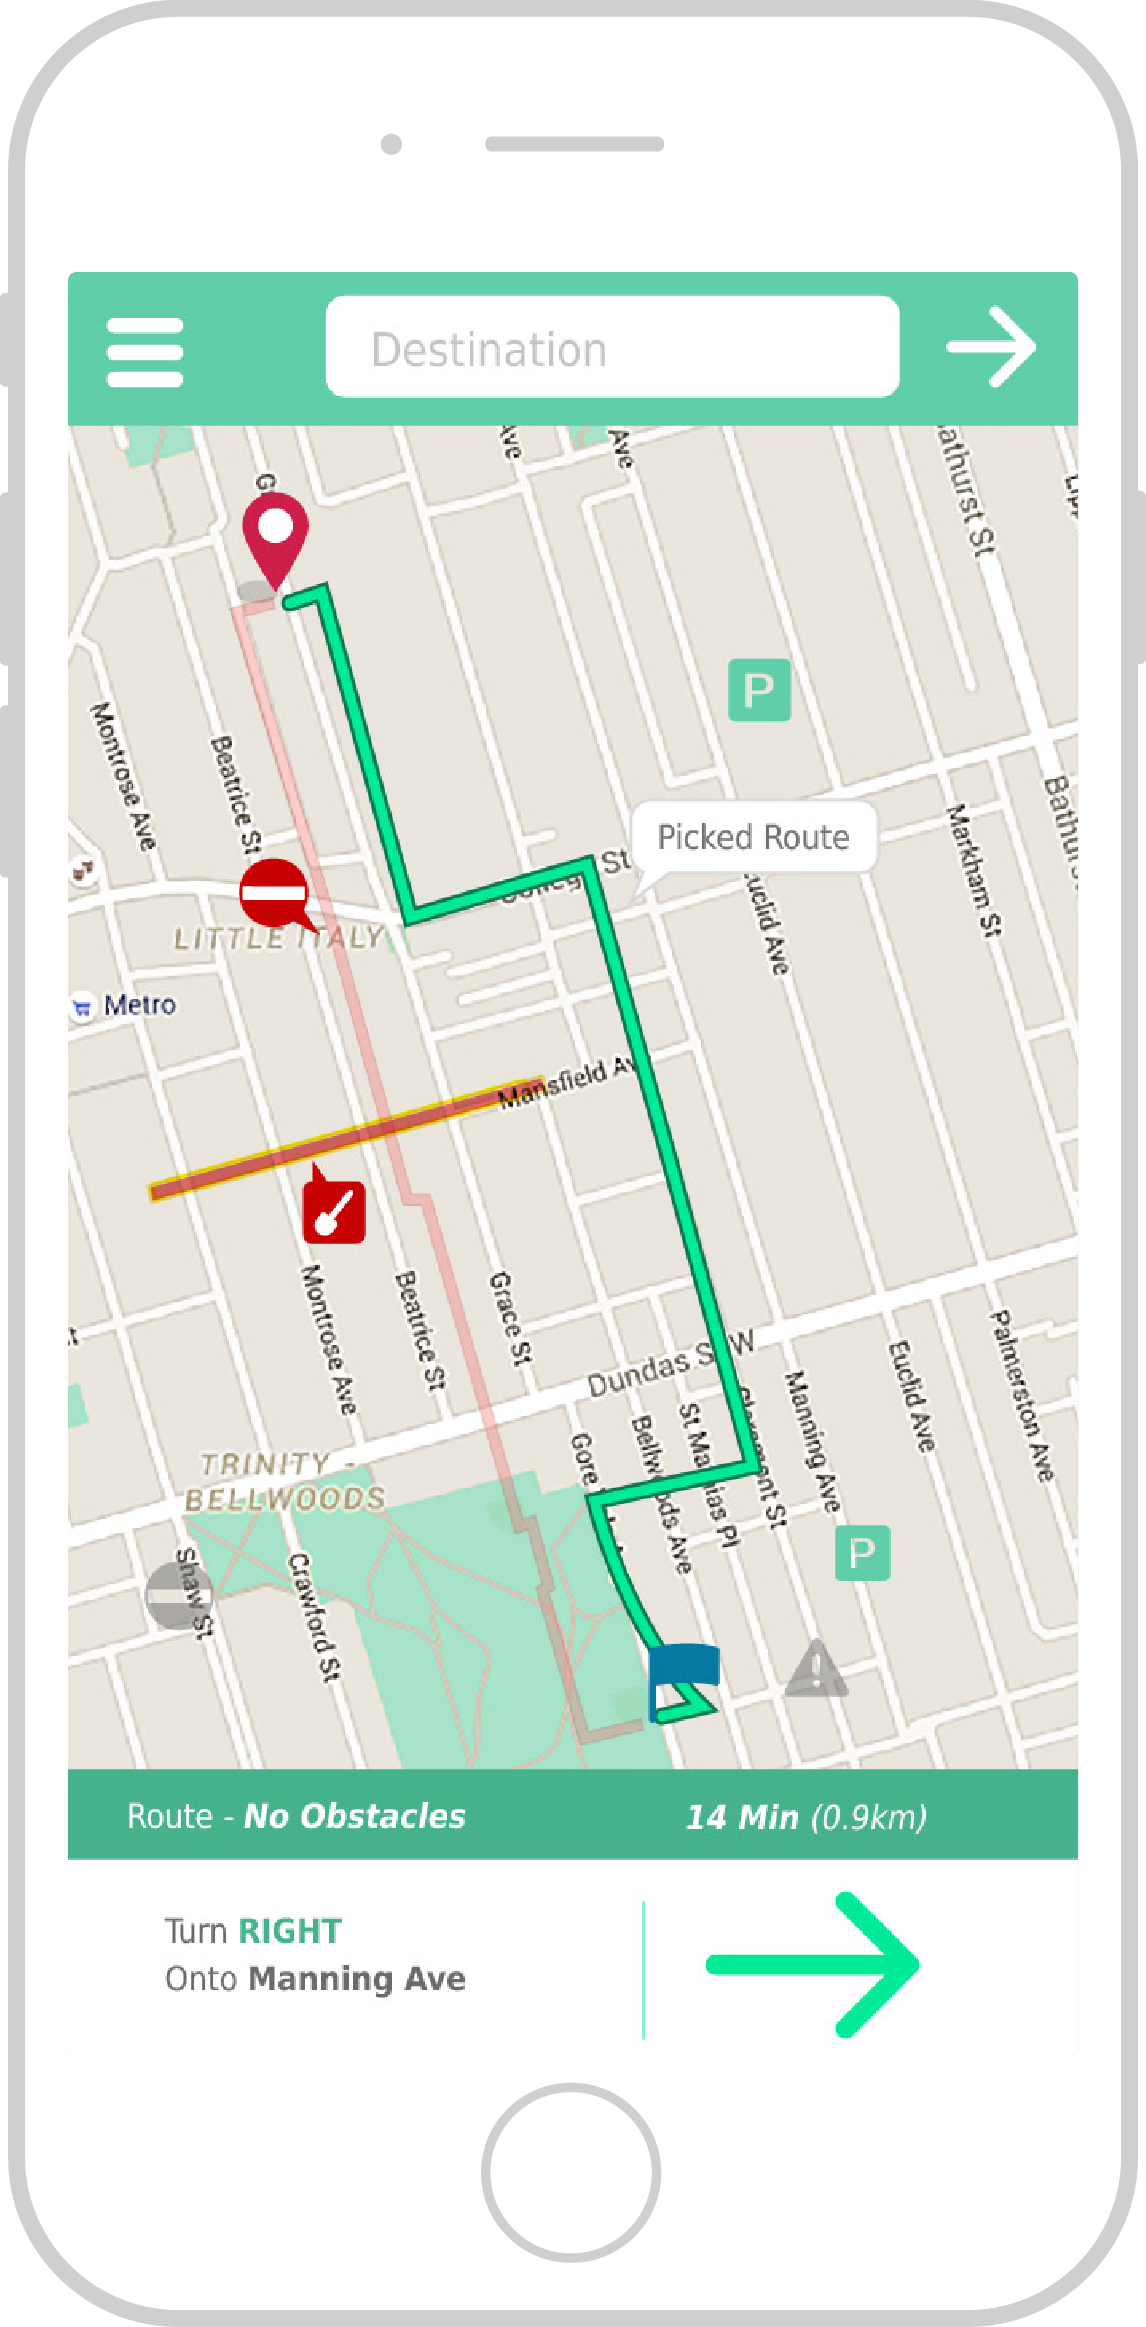 Destination
Ave
Ave
Bathurst St
P
Montrose Ave
Beatrice St
Picked Route
Bathurst
Markham St
Euclid Ave
LITTLE ITALY
Metro
Mansfield Av
Montrose Ave
Beatrice St
Grace St
Dundas St W
Palmerston Ave
Euclid Ave
Manning Ave
Claremont St
St Mathias Pl
Bellwoods Ave
Gore
TRINITY -
BELLWOODS
P
Shaw St
Crawford St
Route - No Obstacles
14 Min (0.9km)
Turn RIGHT
Onto Manning Ave